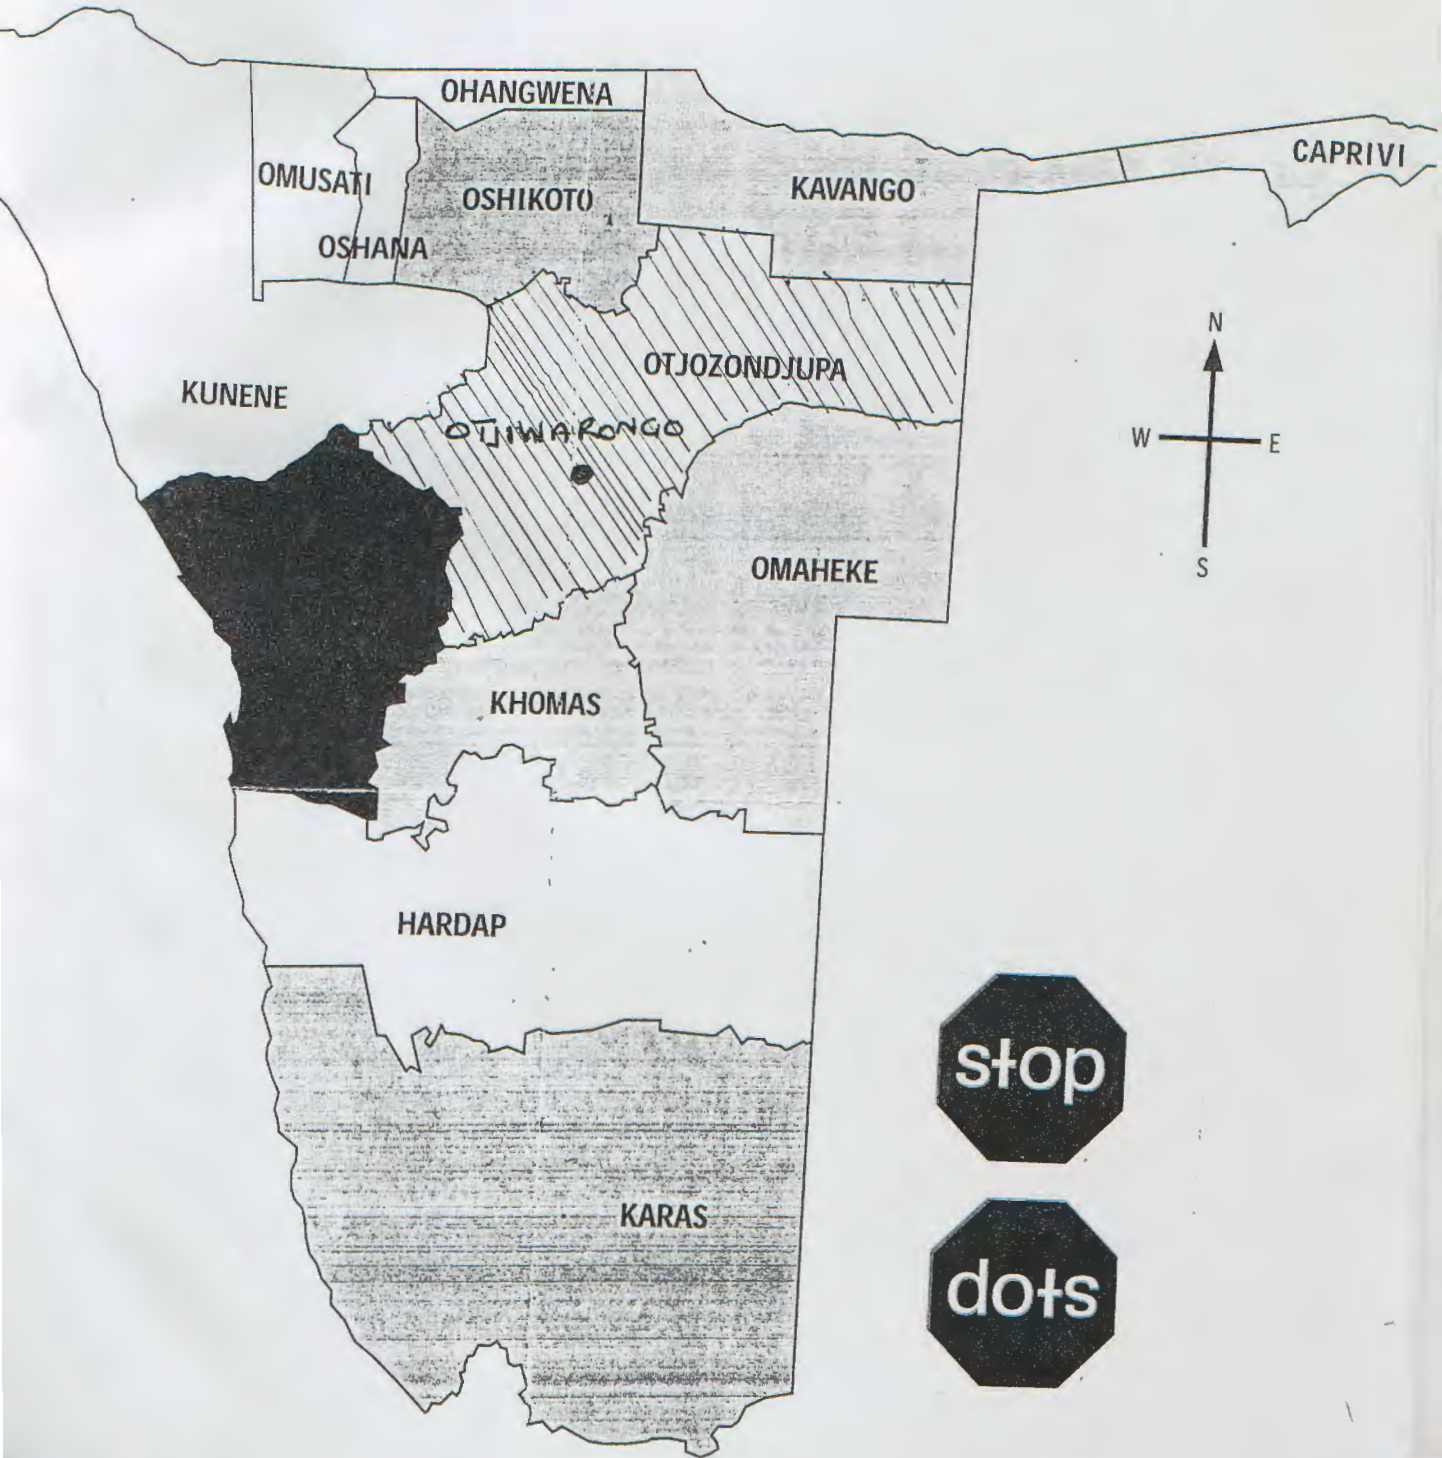 OHANGWENA
CAPRIVI
OMUSATI
OSHIKOTO
KAVANGO
OSHANA
N
OTJOZONDJUPA
KUNENE
OTJIWARONGO
W
E
OMAHEKE
S
KHOMAS
HARDAP
stop
KARAS
dots